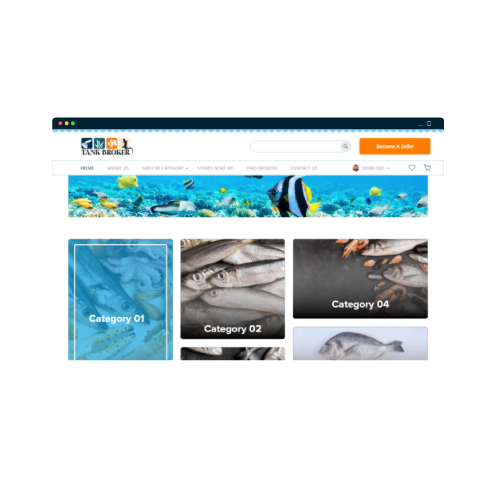 TANK BROKER
Become A Seller
HOME ABOUT US SHOP BY CATEGORY STORES NEAR ME FIND BROKERS CONTACT US JOHN DOE
Category 01
Category 02
Category 04